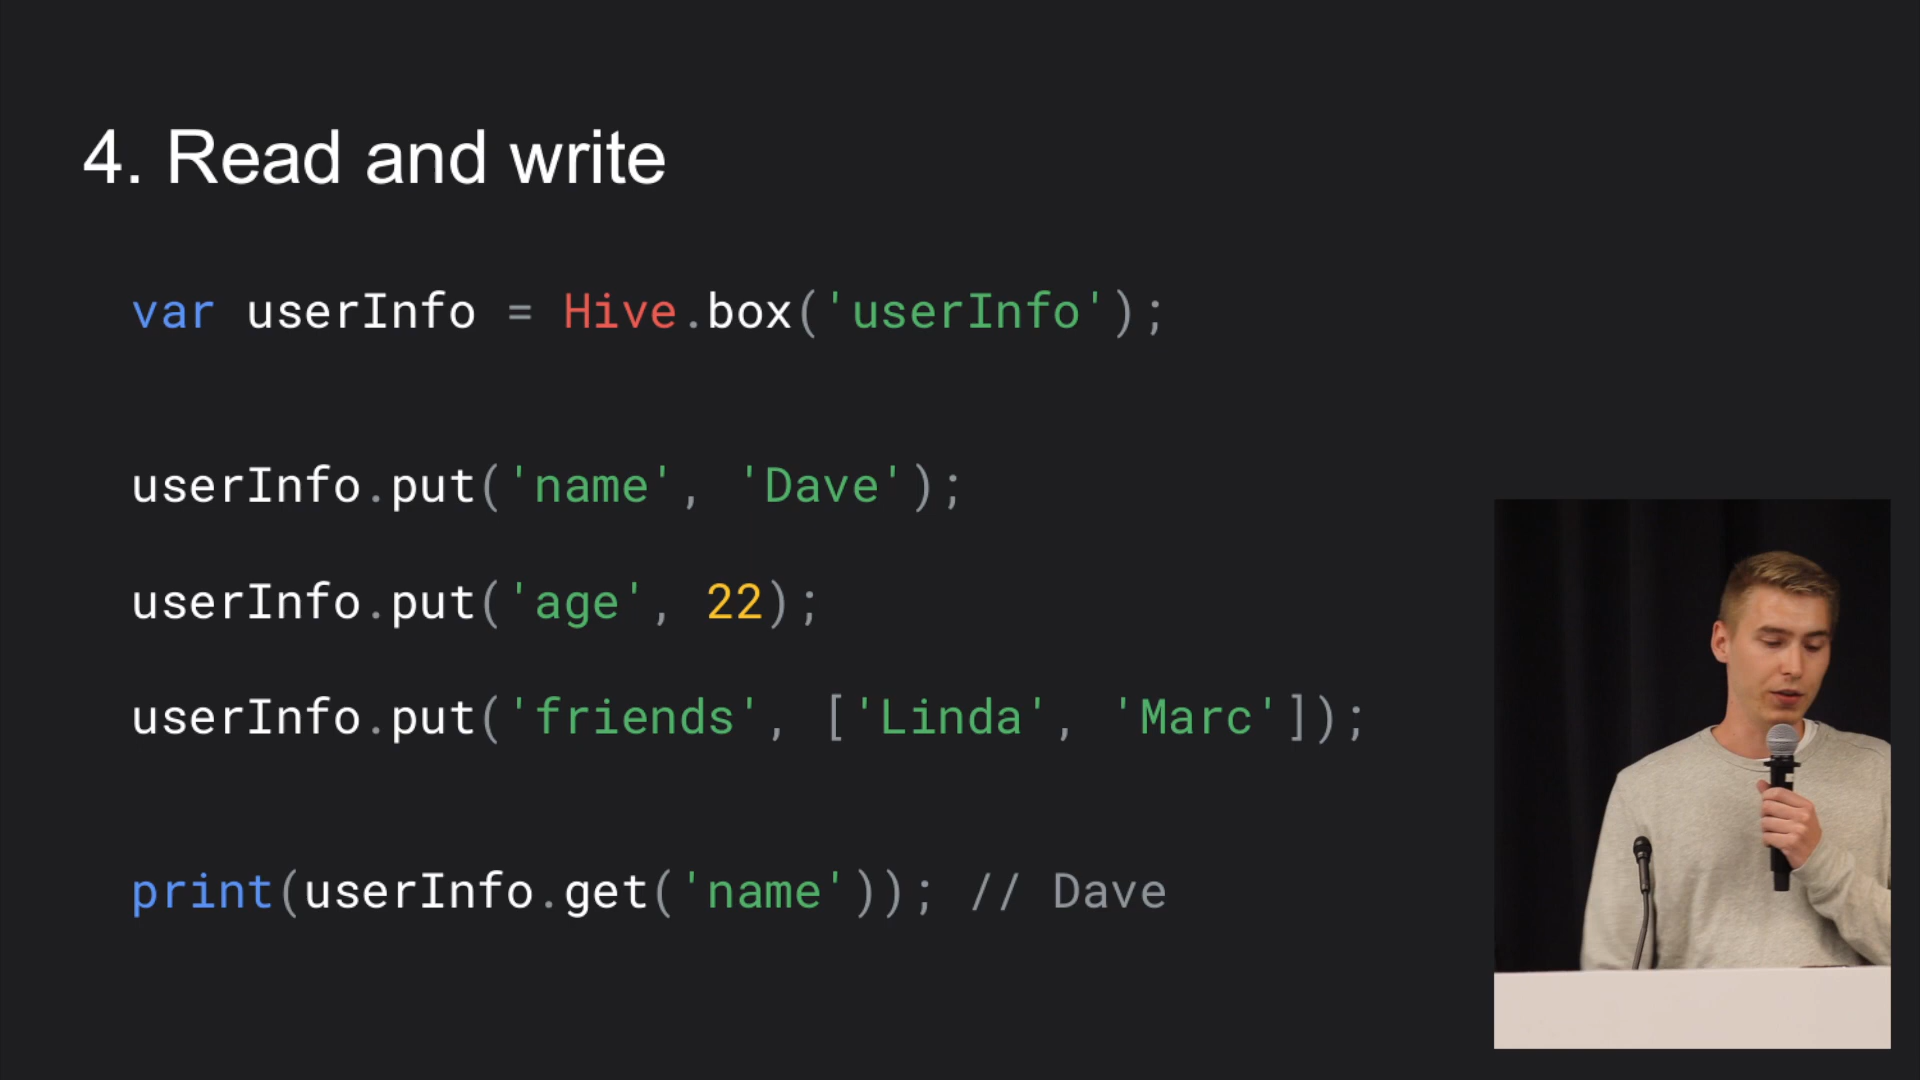 4. Read and write
var userInfo = Hive.box('userInfo');
userInfo.put('name', 'Dave');
userInfo.put('age', 22);
userInfo.put('friends', ['Linda', 'Marc']);
print(userInfo.get('name')); // Dave